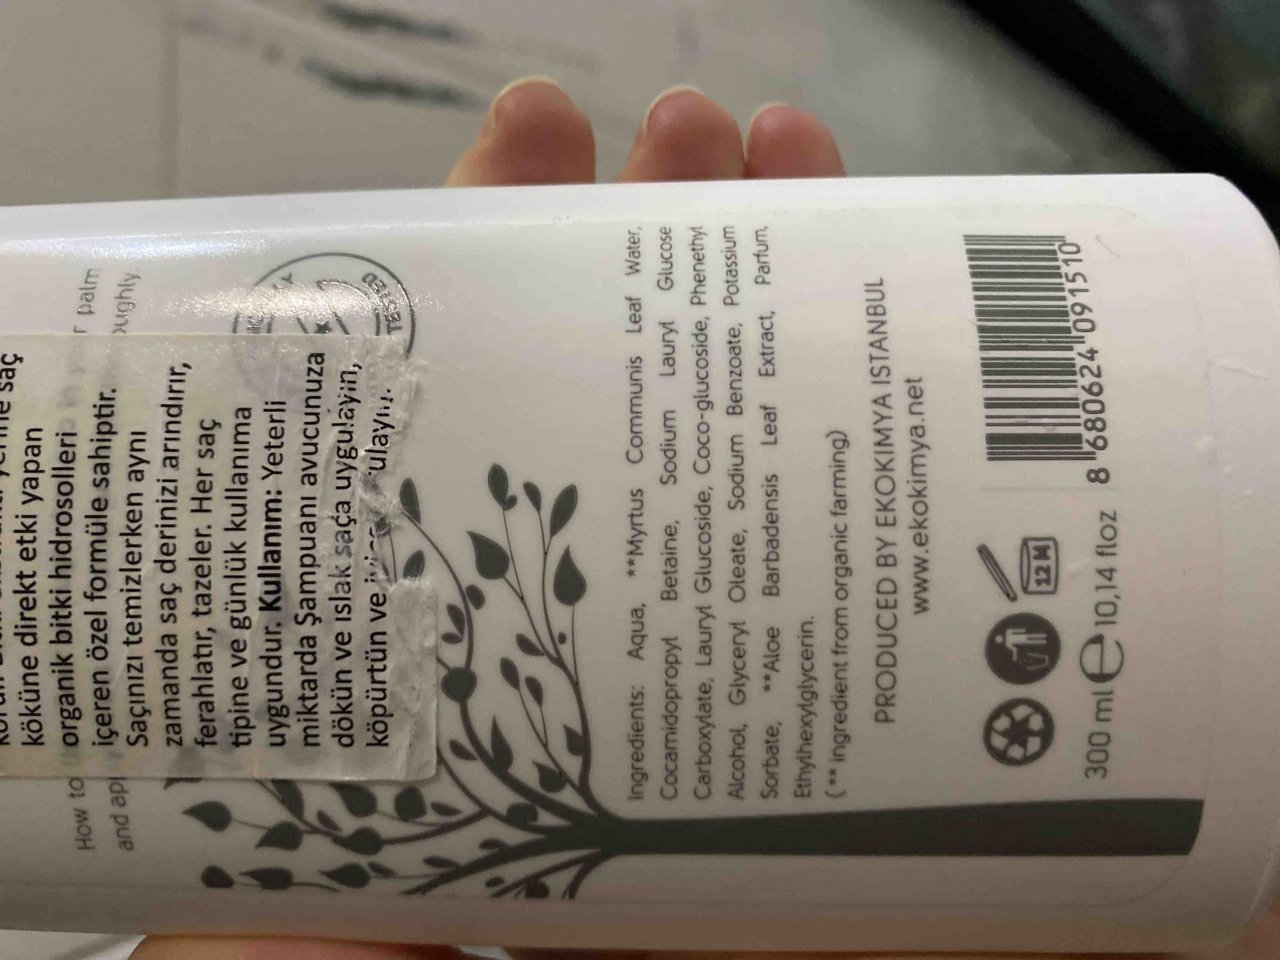 köküne direkt etki yapan
organik bitki hidrosolleri
içeren özel formüle sahiptir.
Saçınızı temizlerken aynı
zamanda saç derinizi arındırır,
ferahlatır, tazeler. Her saç
tipine ve günlük kullanıma
uygundur. Kullanım: Yeterli
miktarda Şampuanı avucunuza
dökün ve ıslak saça uygulayın,
köpürtün ve
How to
palm
and
Ingredients: Aqua, **Myrtus Communis Leaf Water,
Cocamidopropyl Betaine, Sodium Lauryl Glucose
Carboxylate, Lauryl Glucoside, Coco-glucoside, Phenethyl
Alcohol, Glyceryl Oleate, Sodium Benzoate, Potassium
Sorbate, **Aloe Barbadensis Leaf Extract, Parfum,
Ethylhexylglycerin.
( ** ingredient from organic farming)
PRODUCED BY EKOKIMYA ISTANBUL
www.ekokimya.net
12 M
300 ml e 10,14 floz
8 680624 091510